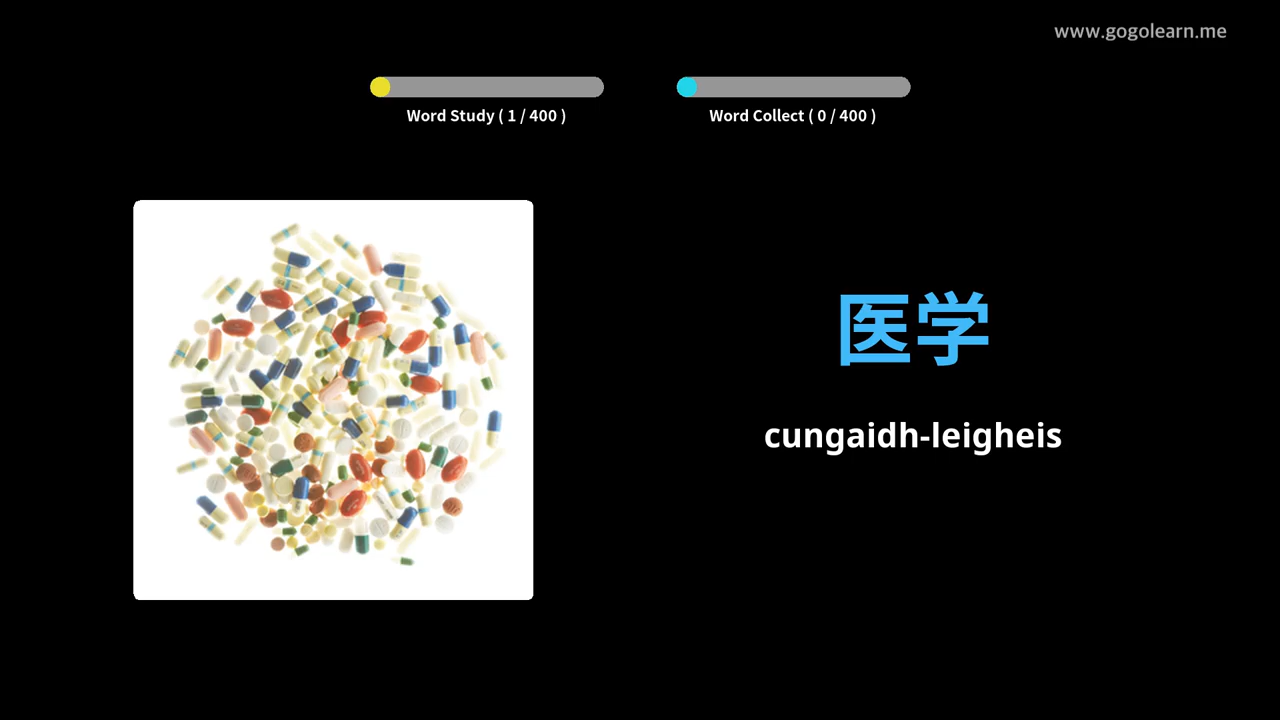 www.gogolearn.me
Word Study ( 1 / 400 )
Word Collect ( 0 / 400 )
医学
cungaidh-leigheis